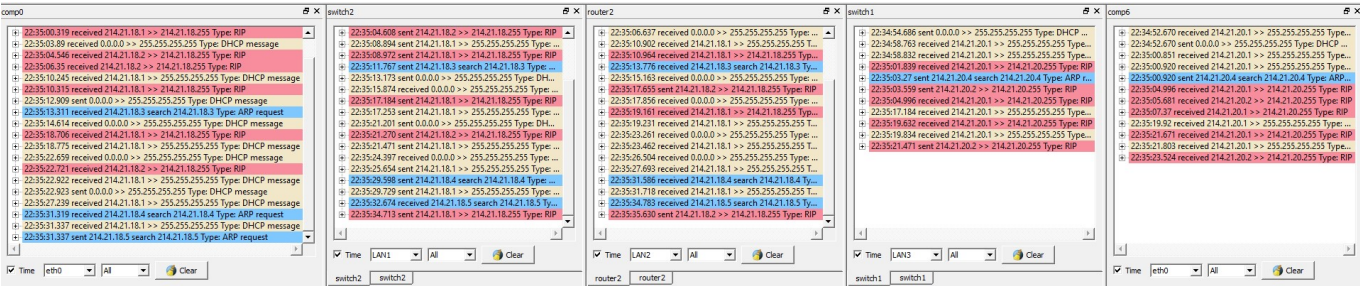 comp0
22:35:00.319 received 214.21.18.1 >> 214.21.18.255 Type: RIP
22:35:03.89 received 0.0.0.0 >> 255.255.255.255 Type: DHCP message
22:35:04.546 received 214.21.18.2 >> 214.21.18.255 Type: RIP
22:35:06.35 received 214.21.18.2 >> 214.21.18.255 Type: RIP
22:35:10.245 received 214.21.18.1 >> 255.255.255.255 Type: DHCP message
22:35:10.315 received 214.21.18.1 >> 214.21.18.255 Type: RIP
22:35:12.909 sent 0.0.0.0 >> 255.255.255.255 Type: DHCP message
22:35:13.311 received 214.21.18.3 search 214.21.18.3 Type: ARP request
22:35:14.614 received 0.0.0.0 >> 255.255.255.255 Type: DHCP message
22:35:18.706 received 214.21.18.1 >> 214.21.18.255 Type: RIP
22:35:18.775 received 214.21.18.1 >> 255.255.255.255 Type: DHCP message
22:35:22.659 received 0.0.0.0 >> 255.255.255.255 Type: DHCP message
22:35:22.721 received 214.21.18.2 >> 214.21.18.255 Type: RIP
22:35:22.922 received 214.21.18.1 >> 255.255.255.255 Type: DHCP message
22:35:22.923 sent 0.0.0.0 >> 255.255.255.255 Type: DHCP message
22:35:27.239 received 214.21.18.1 >> 255.255.255.255 Type: DHCP message
22:35:31.319 received 214.21.18.4 search 214.21.18.4 Type: ARP request
22:35:31.337 received 214.21.18.1 >> 255.255.255.255 Type: DHCP message
22:35:31.337 sent 214.21.18.5 search 214.21.18.5 Type: ARP request
Time eth0 All Clear
switch2
22:35:04.608 sent 214.21.18.2 >> 214.21.18.255 Type: RIP
22:35:08.894 sent 214.21.18.1 >> 255.255.255.255 Type: ...
22:35:08.972 sent 214.21.18.1 >> 214.21.18.255 Type: RIP
22:35:11.767 sent 214.21.18.3 search 214.21.18.3 Type: ...
22:35:13.173 sent 0.0.0.0 >> 255.255.255.255 Type: DH...
22:35:15.874 received 0.0.0.0 >> 255.255.255.255 Type: ...
22:35:17.184 sent 214.21.18.1 >> 214.21.18.255 Type: RIP
22:35:17.253 sent 214.21.18.1 >> 255.255.255.255 Type: ...
22:35:21.201 sent 0.0.0.0 >> 255.255.255.255 Type: DH...
22:35:21.270 sent 214.21.18.2 >> 214.21.18.255 Type: RIP
22:35:21.471 sent 214.21.18.1 >> 255.255.255.255 Type: ...
22:35:24.397 received 0.0.0.0 >> 255.255.255.255 Type: ...
22:35:25.654 sent 214.21.18.1 >> 255.255.255.255 Type: ...
22:35:29.598 sent 214.21.18.4 search 214.21.18.4 Type: ...
22:35:29.729 sent 214.21.18.1 >> 255.255.255.255 Type: ...
22:35:32.674 received 214.21.18.5 search 214.21.18.5 Ty...
22:35:34.713 sent 214.21.18.1 >> 214.21.18.255 Type: RIP
Time LAN1 All Clear
switch2 switch2
router2
22:35:06.637 received 0.0.0.0 >> 255.255.255.255 Type: ...
22:35:10.902 received 214.21.18.1 >> 255.255.255.255 T...
22:35:10.964 received 214.21.18.1 >> 214.21.18.255 Typ...
22:35:13.776 received 214.21.18.3 search 214.21.18.3 Ty...
22:35:15.163 received 0.0.0.0 >> 255.255.255.255 Type: ...
22:35:17.655 sent 214.21.18.2 >> 214.21.18.255 Type: RIP
22:35:17.856 received 0.0.0.0 >> 255.255.255.255 Type: ...
22:35:19.161 received 214.21.18.1 >> 214.21.18.255 Typ...
22:35:19.231 received 214.21.18.1 >> 255.255.255.255 T...
22:35:23.261 received 0.0.0.0 >> 255.255.255.255 Type: ...
22:35:23.462 received 214.21.18.1 >> 255.255.255.255 T...
22:35:26.504 received 0.0.0.0 >> 255.255.255.255 Type: ...
22:35:27.693 received 214.21.18.1 >> 255.255.255.255 T...
22:35:31.586 received 214.21.18.4 search 214.21.18.4 Ty...
22:35:31.718 received 214.21.18.1 >> 255.255.255.255 T...
22:35:34.783 received 214.21.18.5 search 214.21.18.5 Ty...
22:35:35.630 sent 214.21.18.2 >> 214.21.18.255 Type: RIP
Time LAN2 All Clear
router2 router2
switch1
22:34:54.686 sent 0.0.0.0 >> 255.255.255.255 Type: DHCP ...
22:34:58.763 received 214.21.20.1 >> 255.255.255.255 Type...
22:34:58.832 received 214.21.20.1 >> 255.255.255.255 Type...
22:35:01.839 received 214.21.20.1 >> 214.21.20.255 Type: RIP
22:35:03.27 sent 214.21.20.4 search 214.21.20.4 Type: ARP r...
22:35:03.559 sent 214.21.20.2 >> 214.21.20.255 Type: RIP
22:35:04.996 received 214.21.20.1 >> 214.21.20.255 Type: RIP
22:35:17.184 received 214.21.20.1 >> 255.255.255.255 Type...
22:35:19.632 received 214.21.20.1 >> 214.21.20.255 Type: RIP
22:35:19.834 received 214.21.20.1 >> 255.255.255.255 Type...
22:35:21.471 sent 214.21.20.2 >> 214.21.20.255 Type: RIP
Time LAN3 All Clear
switch1 switch1
comp6
22:34:52.670 received 214.21.20.1 >> 214.21.20.255 Type: RIP
22:34:52.670 sent 0.0.0.0 >> 255.255.255.255 Type: DHCP ...
22:35:00.851 received 214.21.20.1 >> 255.255.255.255 Type: ...
22:35:00.920 received 214.21.20.1 >> 255.255.255.255 Type: ...
22:35:00.920 sent 214.21.20.4 search 214.21.20.4 Type: ARP...
22:35:04.996 received 214.21.20.1 >> 214.21.20.255 Type: RIP
22:35:05.681 received 214.21.20.2 >> 214.21.20.255 Type: RIP
22:35:07.37 received 214.21.20.1 >> 214.21.20.255 Type: RIP
22:35:19.92 received 214.21.20.1 >> 255.255.255.255 Type: ...
22:35:21.671 received 214.21.20.1 >> 214.21.20.255 Type: RIP
22:35:21.803 received 214.21.20.1 >> 255.255.255.255 Type: ...
22:35:23.524 received 214.21.20.2 >> 214.21.20.255 Type: RIP
Time eth0 All Clear